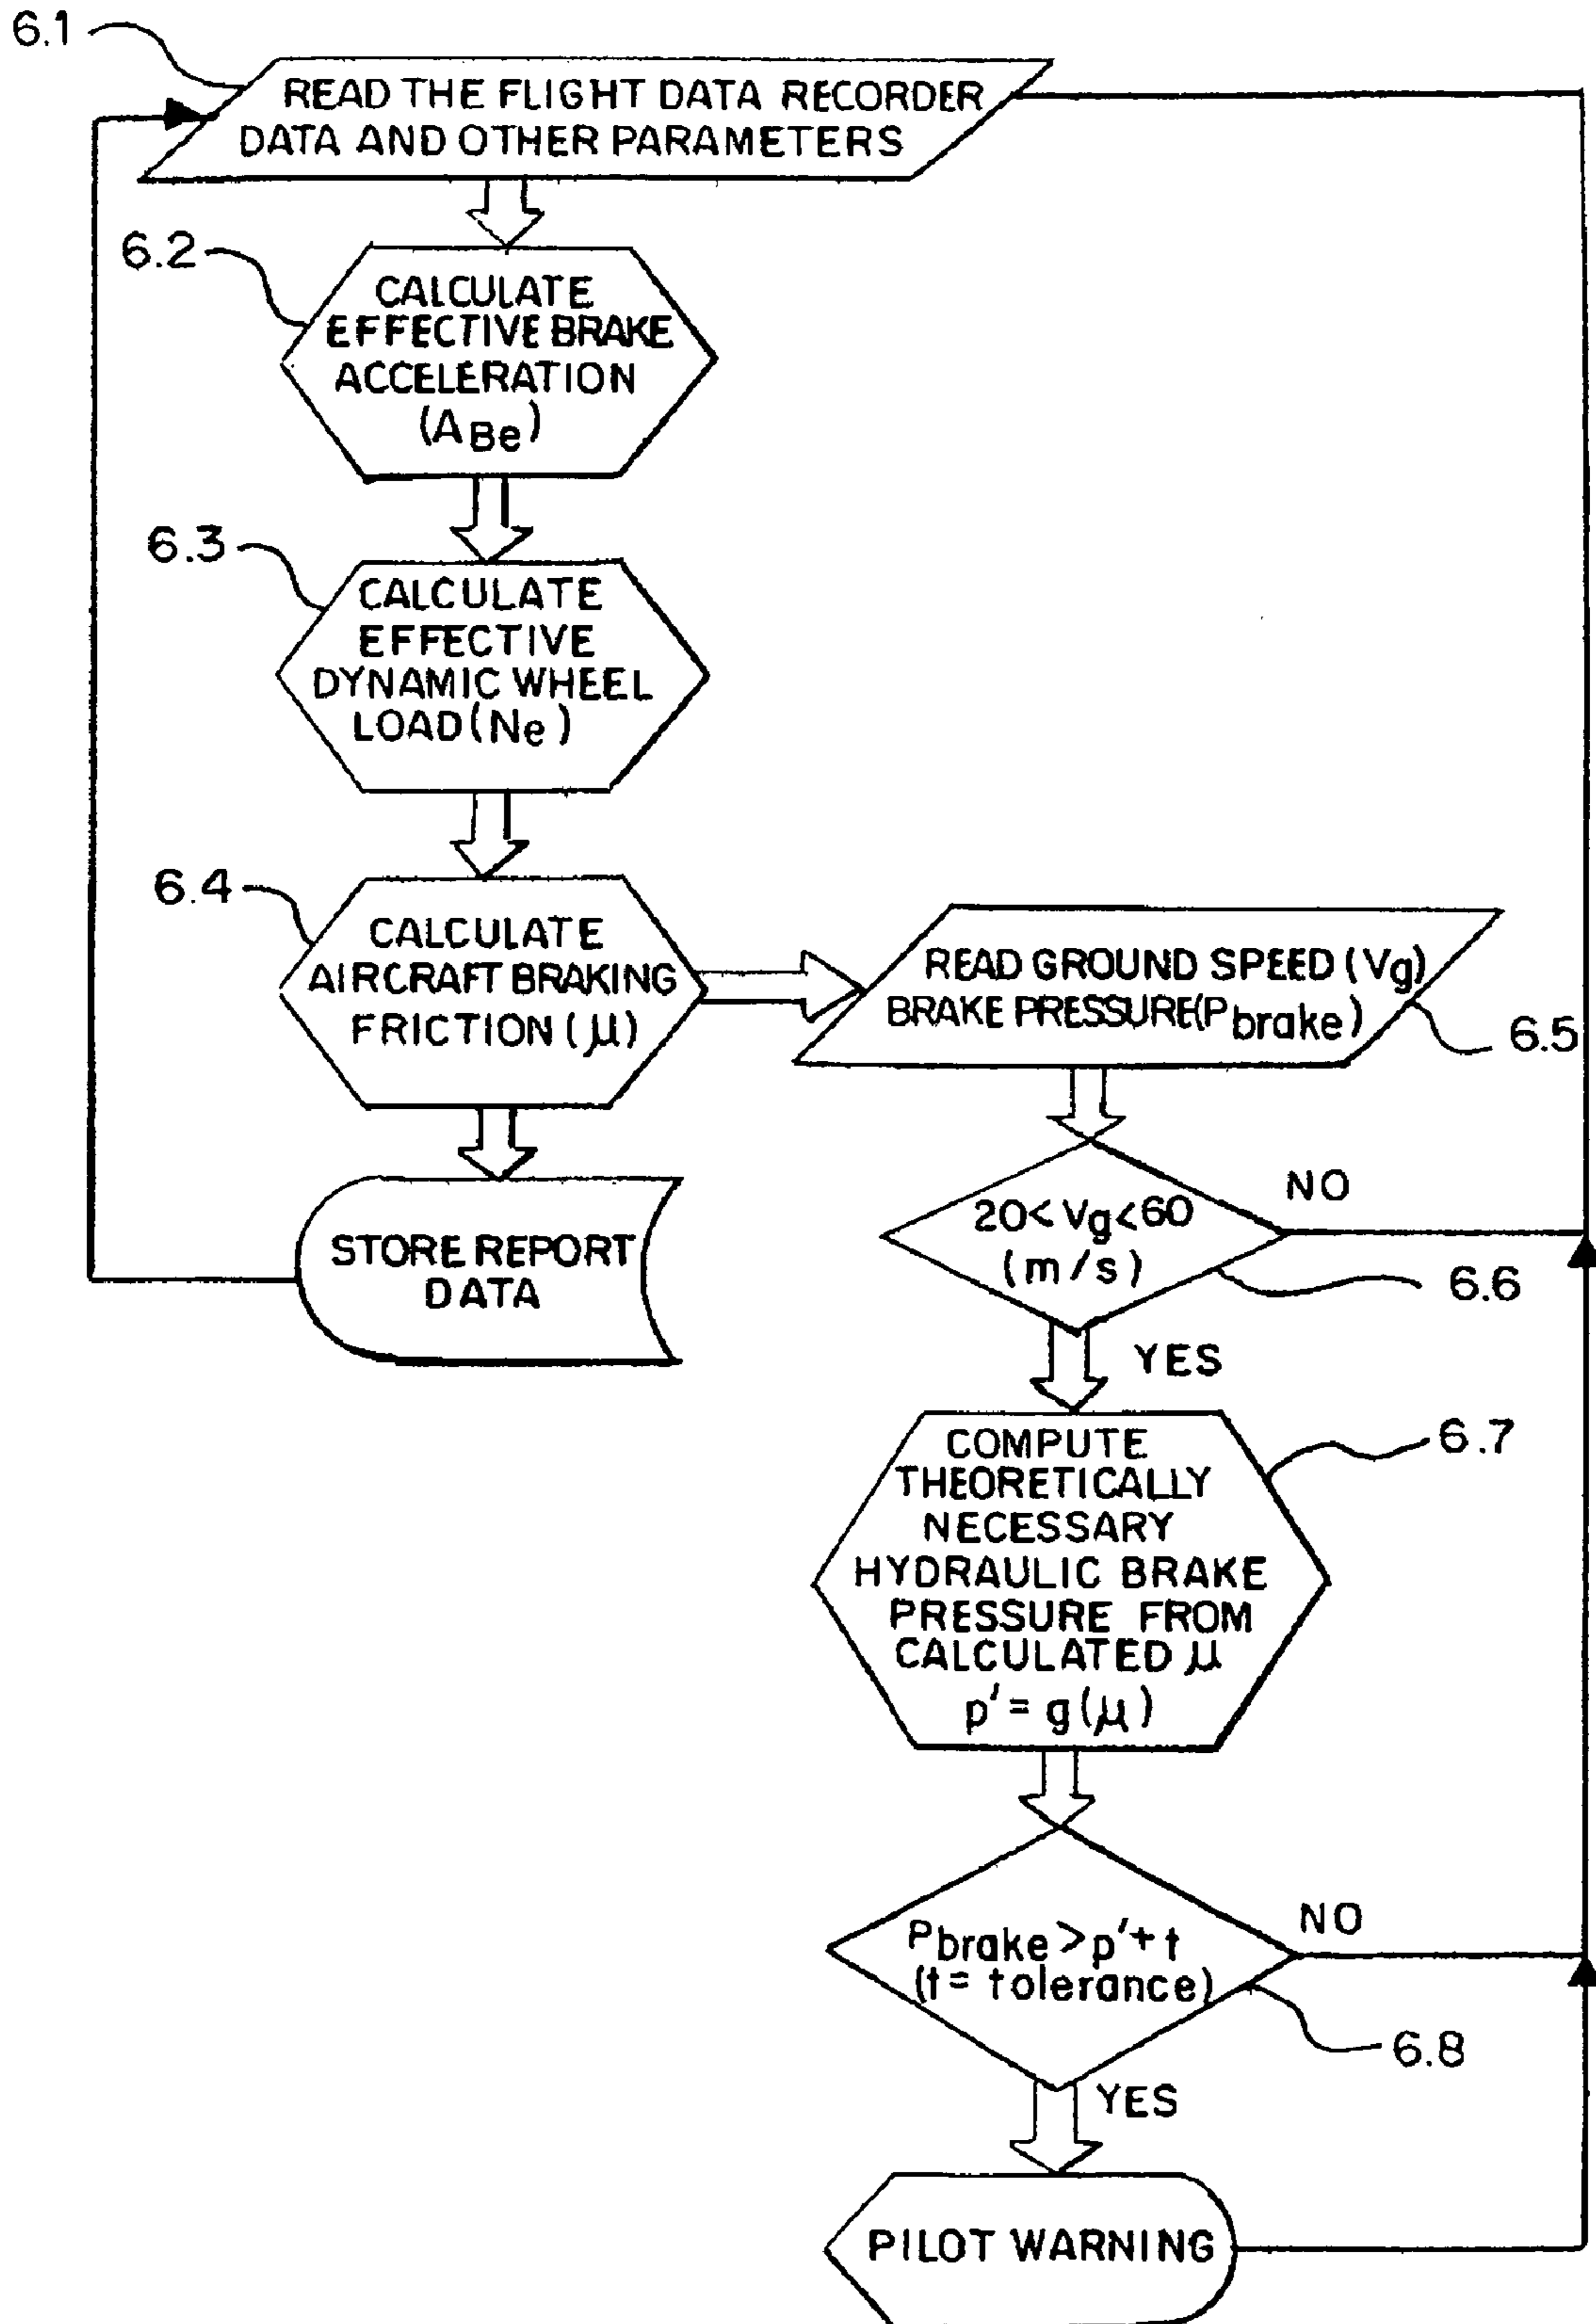 6.1
READ THE FLIGHT DATA RECORDER
DATA AND OTHER PARAMETERS
6.2
CALCULATE
EFFECTIVE BRAKE
ACCELERATION
(ABe)
6.3
CALCULATE
EFFECTIVE
DYNAMIC WHEEL
LOAD (Ne)
6.4
CALCULATE
AIRCRAFT BRAKING
FRICTION (μ)
STORE REPORT
DATA
READ GROUND SPEED (Vg)
BRAKE PRESSURE(Pbrake)
6.5
20< Vg<60
(m/s)
NO
6.6
YES
COMPUTE
THEORETICALLY
NECESSARY
HYDRAULIC BRAKE
PRESSURE FROM
CALCULATED μ
p' = g(μ)
6.7
Pbrake >p'+t
(t= tolerance)
NO
6.8
YES
PILOT WARNING